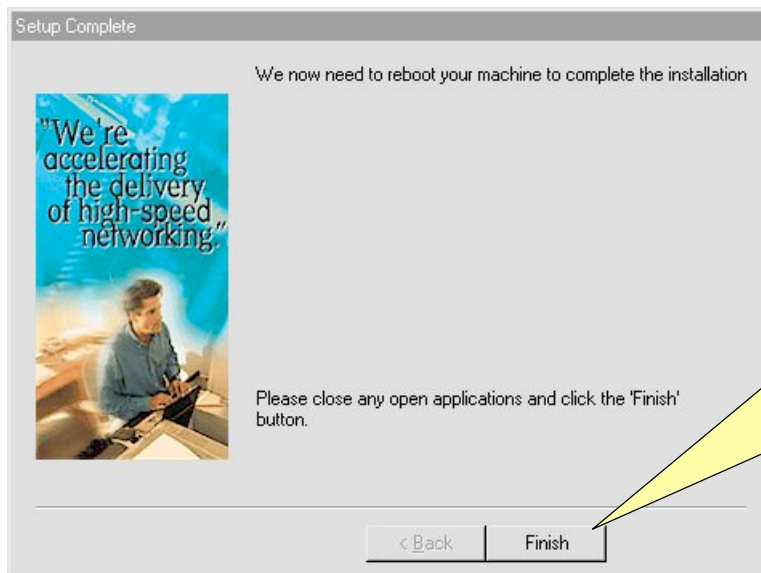 Setup Complete
We now need to reboot your machine to complete the installation
"We're
accelerating
the delivery
of high-speed
networking."
Please close any open applications and click the 'Finish'
button.
< Back
Finish